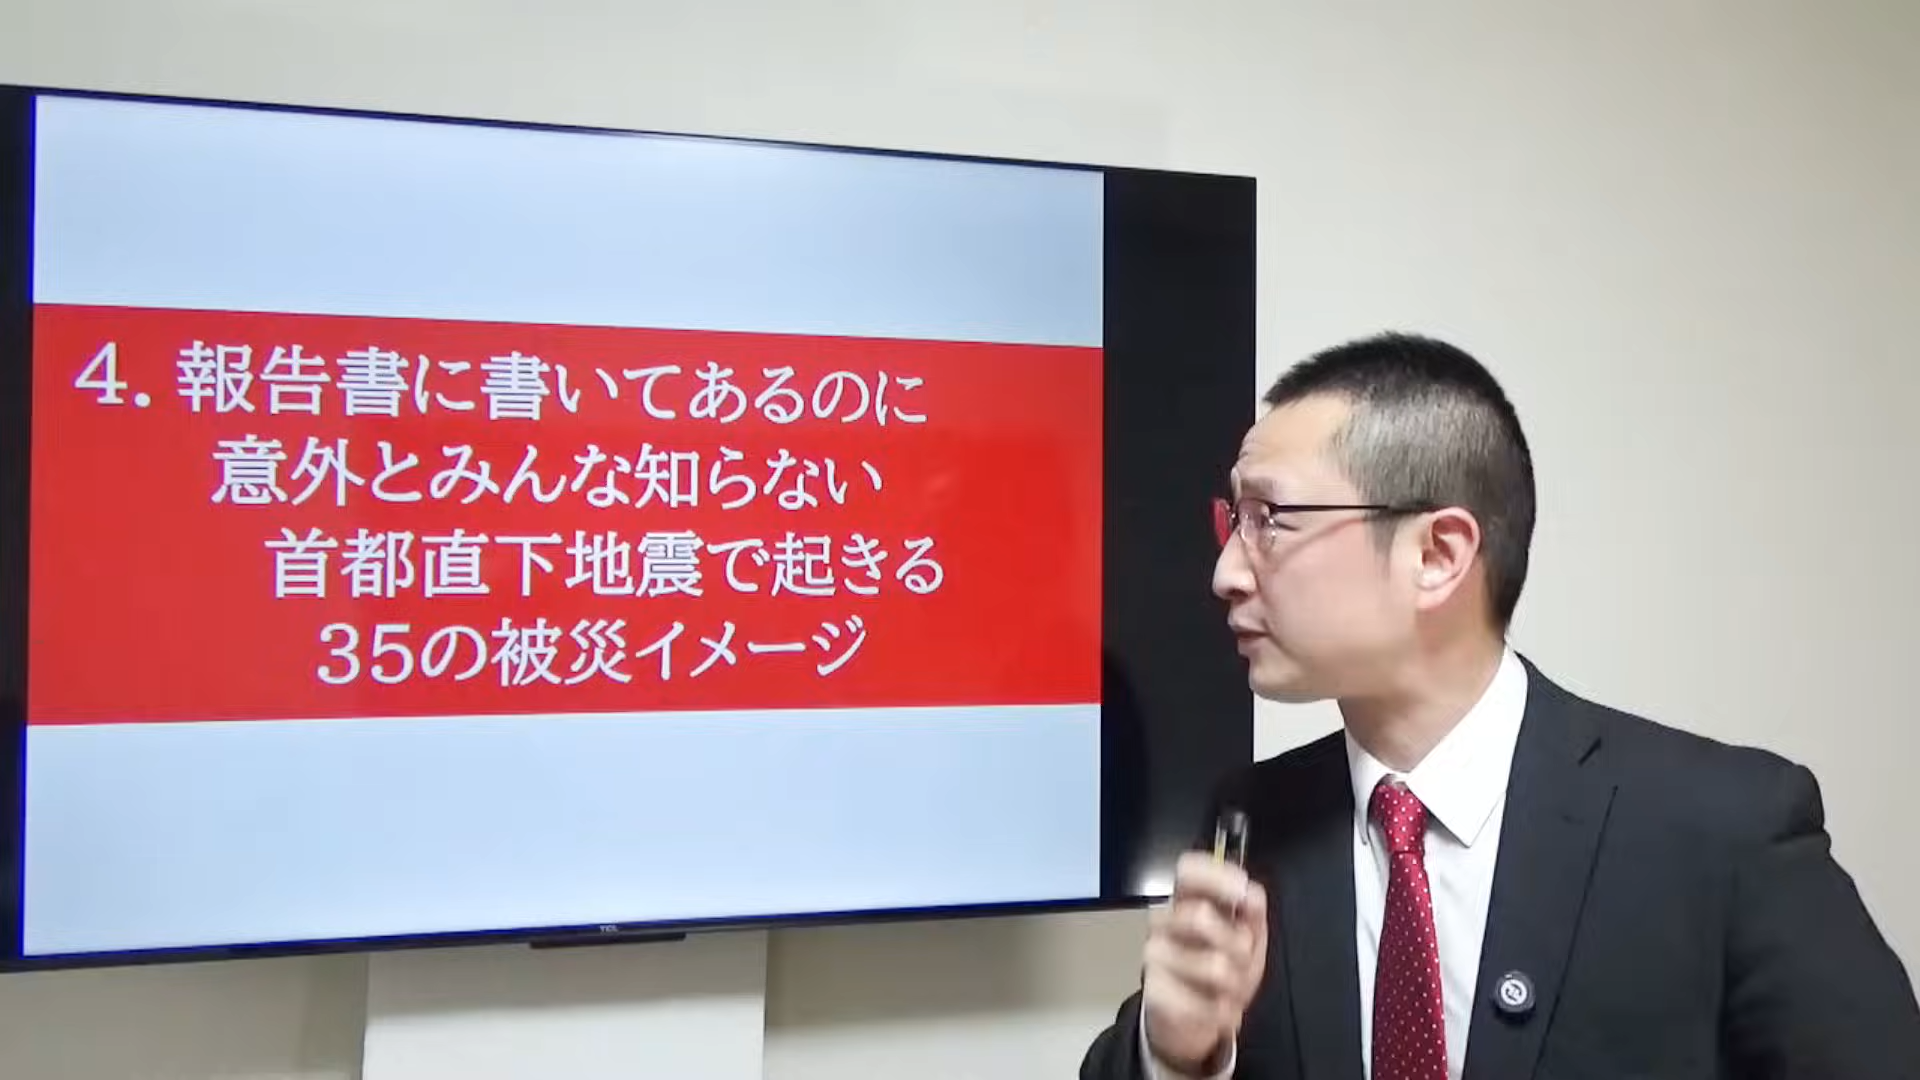 4. 報告書に書いてあるのに
意外とみんな知らない
首都直下地震で起きる
35の被災イメージ
TCL